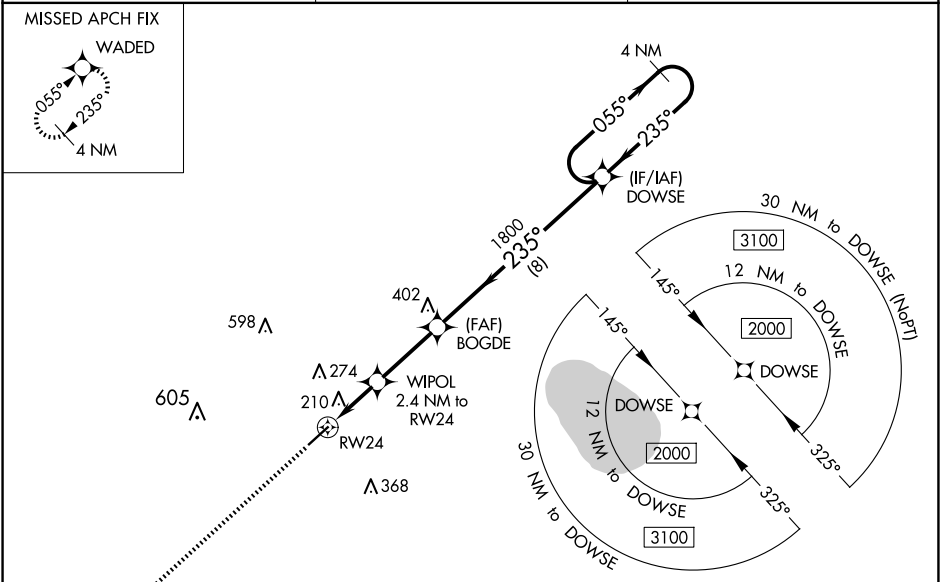 MISSED APCH FIX
WADED
055°
235°
4 NM
4 NM
055°
235°
(IF/IAF)
DOWSE
1800
235°
(8)
402
(FAF)
BOGDE
598
274
WIPOL
2.4 NM to
RW24
605
210
RW24
368
30 NM to DOWSE (NoPT)
3100
145°
12 NM to DOWSE
2000
DOWSE
325°
145°
DOWSE
12 NM to DOWSE
2000
325°
30 NM to DOWSE
3100